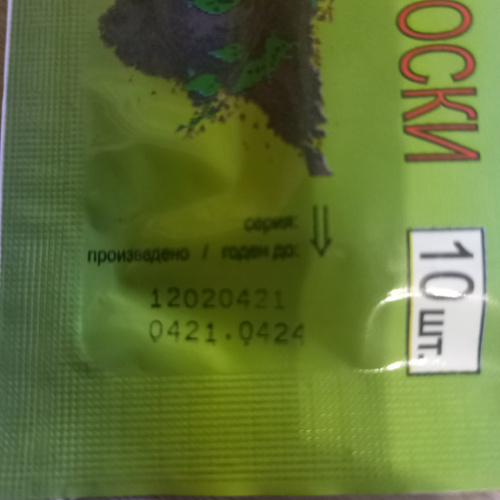 ОСКИ
серия:
произведено / годен до:
12020421
0421.0424
10 шт.